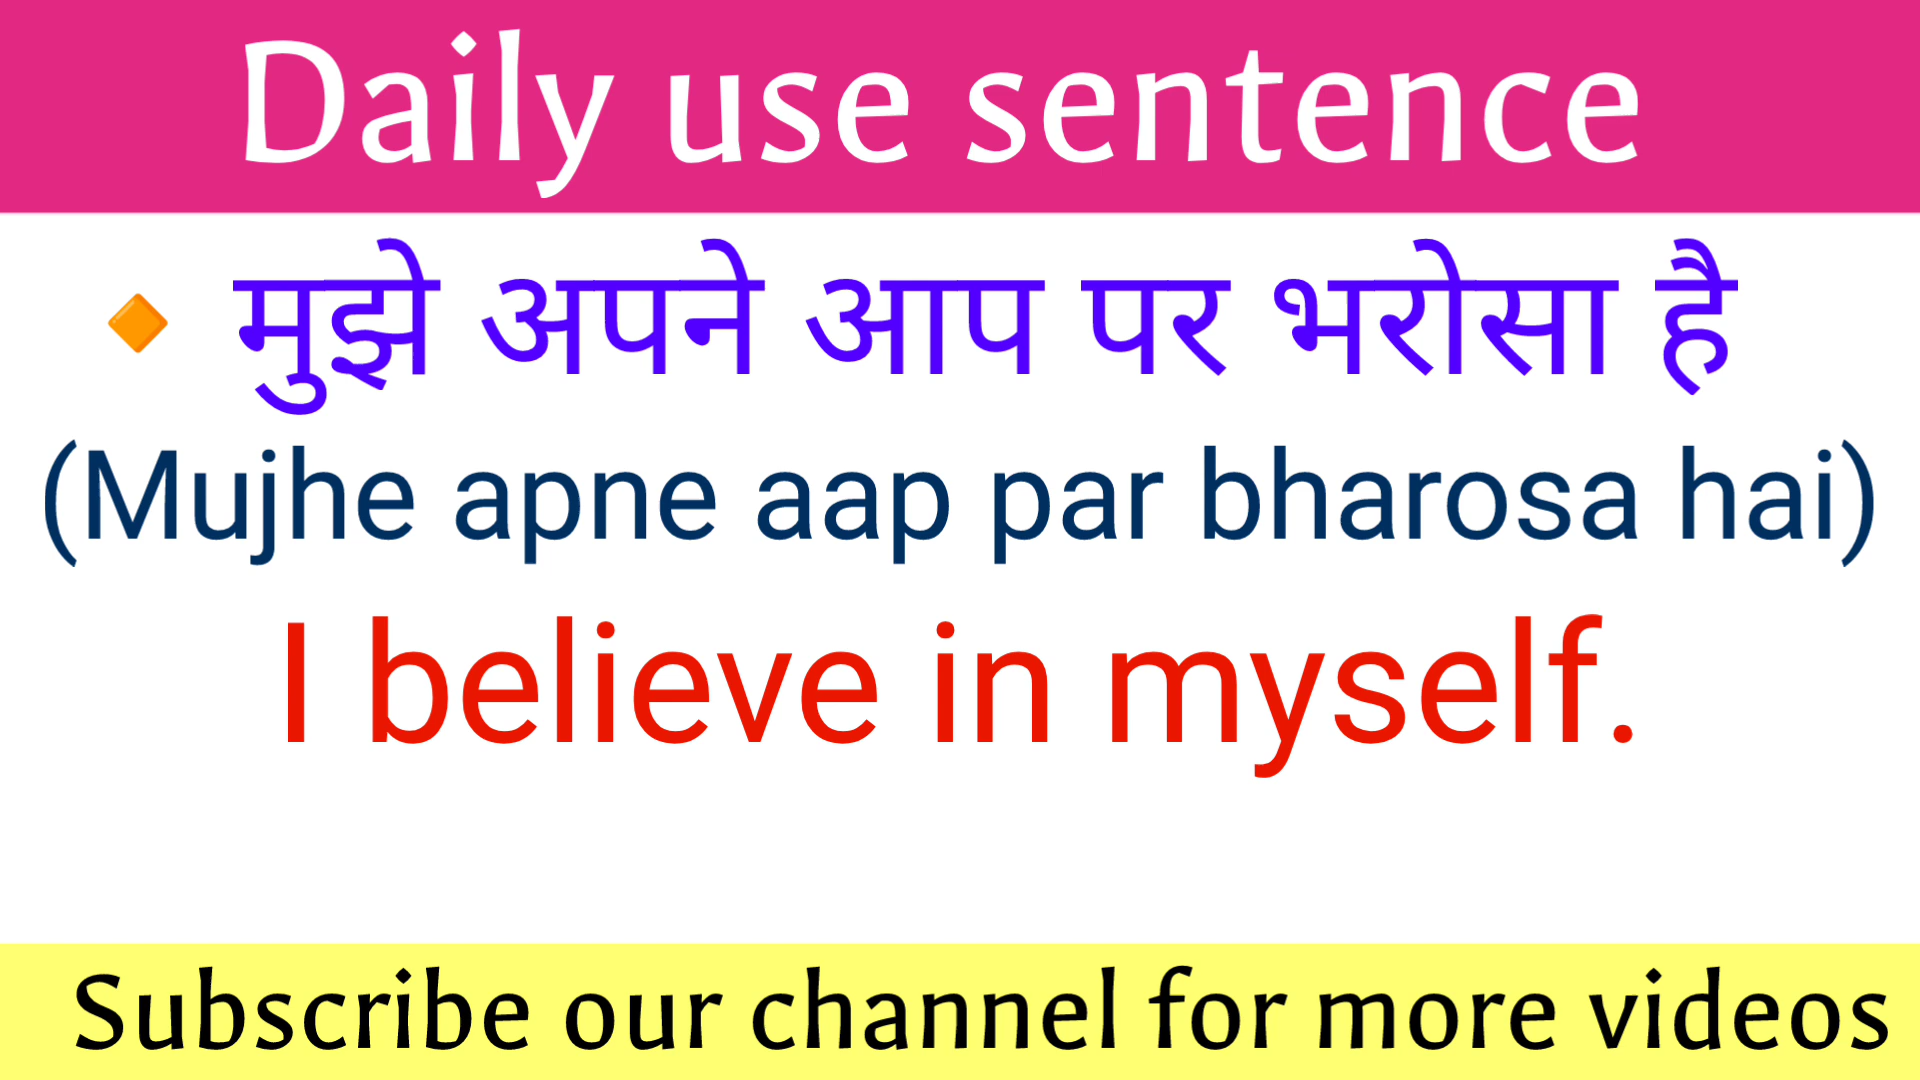 Daily use sentence
🔸 मुझे अपने आप पर भरोसा है
(Mujhe apne aap par bharosa hai)
I believe in myself.
Subscribe our channel for more videos